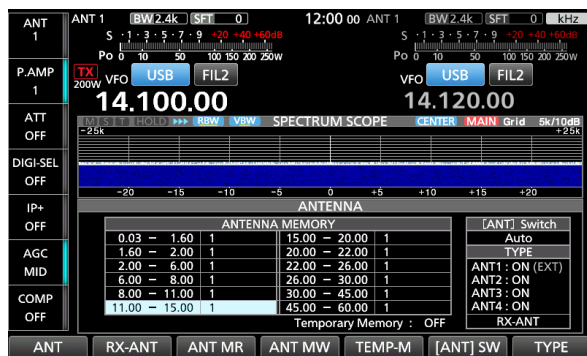 ANT 1 BW 2.4k SFT 0 12:00 00 ANT 1 BW 2.4k SFT 0 kHz
S ·1·3·5·7·9 +20 +40 +60dB S ·1·3·5·7·9 +20 +40 +60dB
Po 0 10 50 100 150 200 250W Po 0 10 50 100 150 200 250W
TX 200W VFO USB FIL2 VFO USB FIL2
14.100.00 14.120.00
ANT
1
P.AMP
1
ATT
OFF
DIGI-SEL
OFF
IP+
OFF
AGC
MID
COMP
OFF
M S T HOLD RBW VBW SPECTRUM SCOPE CENTER MAIN Grid 5k/10dB
-25k +25k
-20 -15 -10 -5 0 +5 +10 +15 +20
ANTENNA
ANTENNA MEMORY
0.03 – 1.60 1 15.00 – 20.00 1
1.60 – 2.00 1 20.00 – 22.00 1
2.00 – 6.00 1 22.00 – 26.00 1
6.00 – 8.00 1 26.00 – 30.00 1
8.00 – 11.00 1 30.00 – 45.00 1
11.00 – 15.00 1 45.00 – 60.00 1
Temporary Memory : OFF
[ANT] Switch
Auto
TYPE
ANT1 : ON (EXT)
ANT2 : ON
ANT3 : ON
ANT4 : ON
RX-ANT
ANT RX-ANT ANT MR ANT MW TEMP-M [ANT] SW TYPE